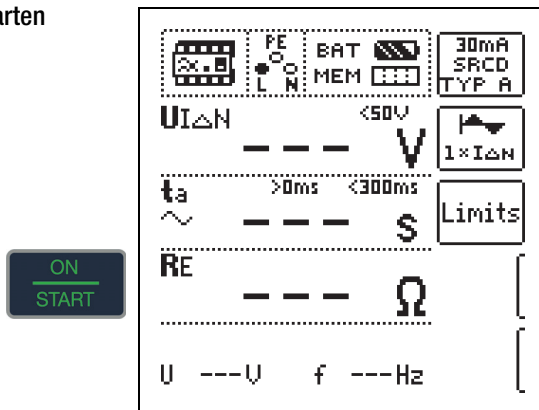 arten
ON
START
PE
L N
BAT
MEM
30mA
SRCD
TYP A
UI△N
<50V
--- V
1×I△N
ta
>0ms <300ms
∼
--- s
Limits
RE
--- Ω
U ---V f ---Hz